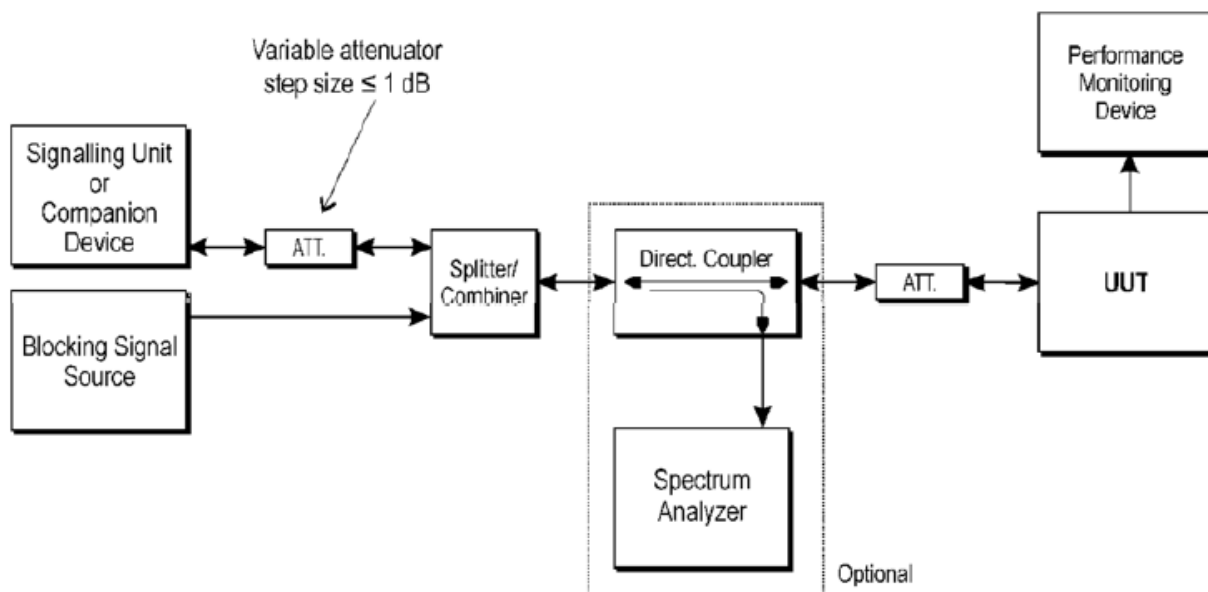 Variable attenuator
step size ≤ 1 dB
Performance
Monitoring
Device
Signalling Unit
or
Companion
Device
ATT.
Splitter/
Combiner
Direct. Coupler
ATT.
UUT
Blocking Signal
Source
Spectrum
Analyzer
Optional